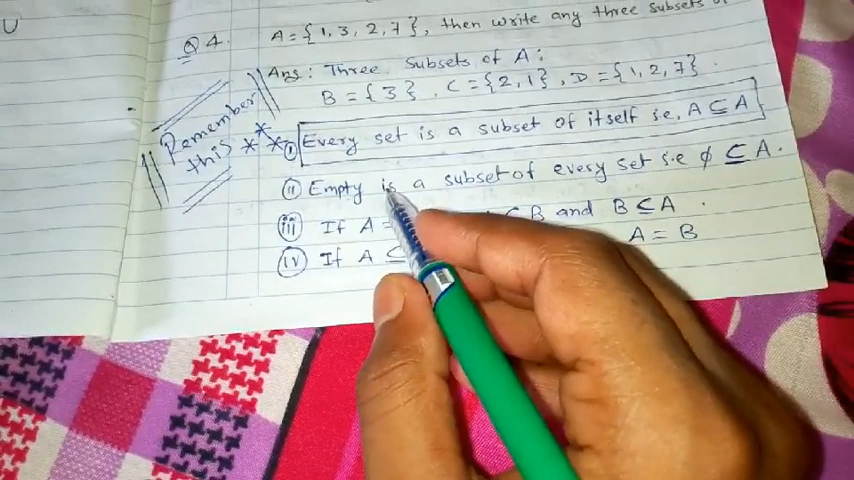 U
Q 4. A = {1, 3, 2, 7}, then write any three subsets of
Ans: Three Subsets of A:
B = {3}, C = {2, 1}, D = {1, 2, 7}.
Remember this ** (i) Every set is a subset of itself i.e, A ⊆ A
(ii) Empty is a subset of every set i.e ϕ ⊆ A.
(iii) If A = B and B ⊆ A.
(iv) If A ⊆ A = B